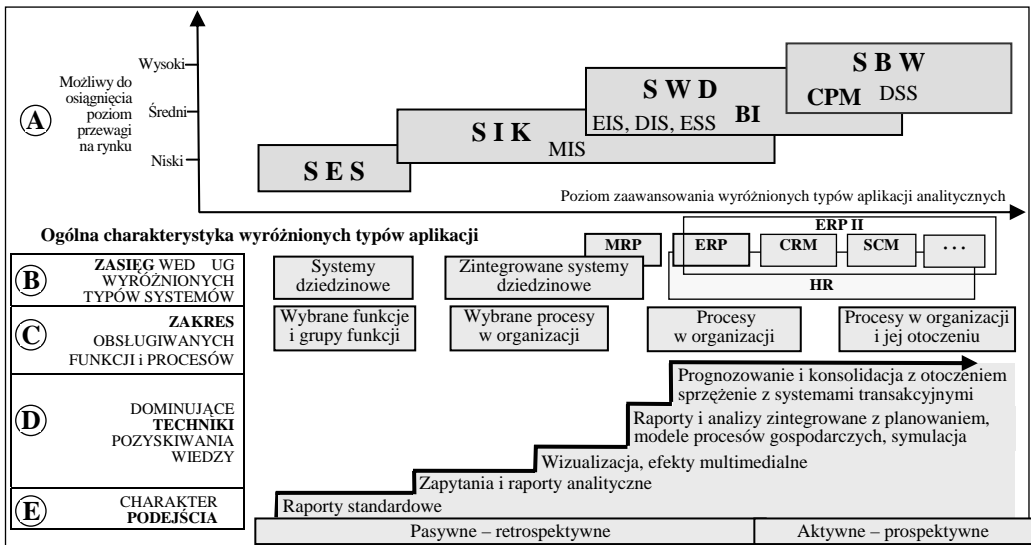 Wysoki
Możliwy do
osiągnięcia
poziom
przewagi
na rynku
A
Średni
Niski
S E S
S I K
MIS
S W D
BI
EIS, DIS, ESS
S B W
CPM DSS
Poziom zaawansowania wyróżnionych typów aplikacji analitycznych
Ogólna charakterystyka wyróżnionych typów aplikacji
ERP II
MRP
ERP
CRM
SCM
. . .
HR
B
ZASIĘG WED UG
WYRÓŻNIONYCH
TYPÓW SYSTEMÓW
Systemy
dziedzinowe
Zintegrowane systemy
dziedzinowe
C
ZAKRES
OBSŁUGIWANYCH
FUNKCJI i PROCESÓW
Wybrane funkcje
i grupy funkcji
Wybrane procesy
w organizacji
Procesy
w organizacji
Procesy w organizacji
i jej otoczeniu
D
DOMINUJĄCE
TECHNIKI
POZYSKIWANIA
WIEDZY
Prognozowanie i konsolidacja z otoczeniem
sprzężenie z systemami transakcyjnymi
Raporty i analizy zintegrowane z planowaniem,
modele procesów gospodarczych, symulacja
Wizualizacja, efekty multimedialne
Zapytania i raporty analityczne
Raporty standardowe
E
CHARAKTER
PODEJŚCIA
Pasywne – retrospektywne
Aktywne – prospektywne